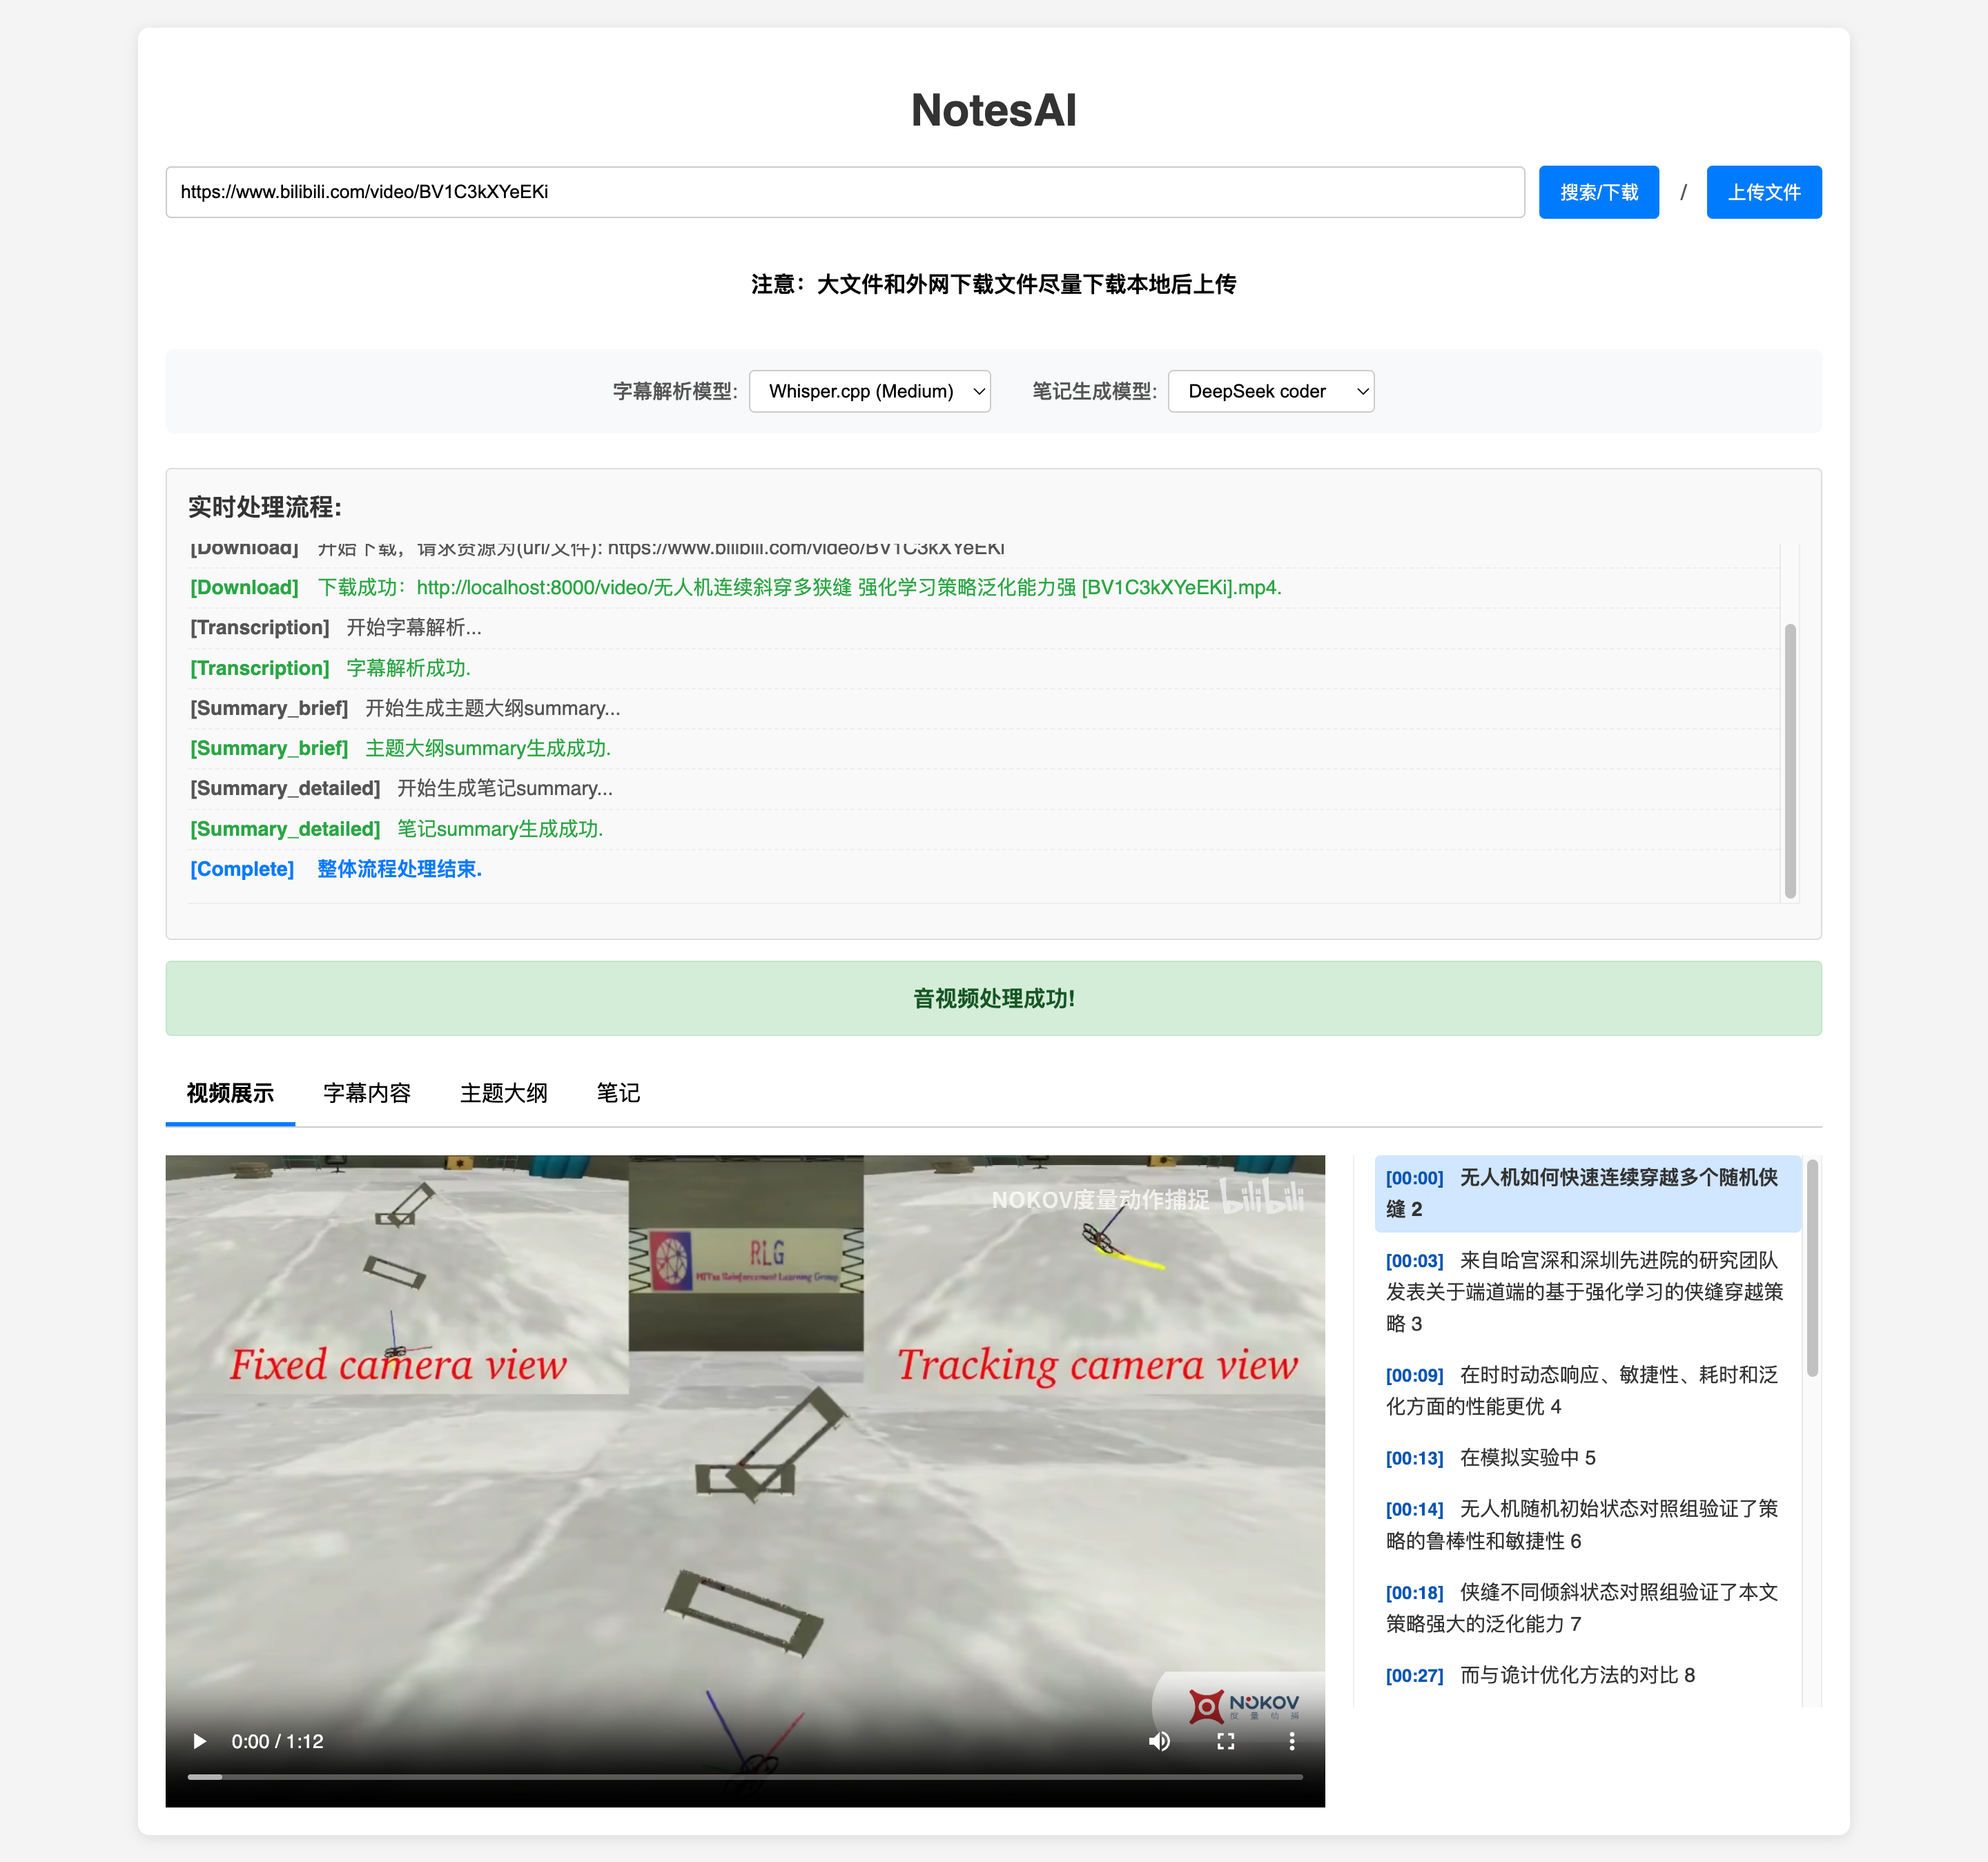 NotesAI
https://www.bilibili.com/video/BV1C3kXYeEKi
搜索/下载
/
上传文件
注意：大文件和外网下载文件尽量下载本地后上传
字幕解析模型:
Whisper.cpp (Medium)
笔记生成模型:
DeepSeek coder
实时处理流程:
[Download] 开始下载，请求资源为(url/文件): https://www.bilibili.com/video/BV1C3kXYeEKi
[Download] 下载成功：http://localhost:8000/video/无人机连续斜穿多狭缝 强化学习策略泛化能力强 [BV1C3kXYeEKi].mp4.
[Transcription] 开始字幕解析...
[Transcription] 字幕解析成功.
[Summary_brief] 开始生成主题大纲summary...
[Summary_brief] 主题大纲summary生成成功.
[Summary_detailed] 开始生成笔记summary...
[Summary_detailed] 笔记summary生成成功.
[Complete] 整体流程处理结束.
音视频处理成功!
视频展示
字幕内容
主题大纲
笔记
NOKOV度量动作捕捉 bilibili
RLG
HITsz Reinforcement Learning Group
Fixed camera view
Tracking camera view
NOKOV
度量动捕
0:00 / 1:12
[00:00] 无人机如何快速连续穿越多个随机侠
缝 2
[00:03] 来自哈宫深和深圳先进院的研究团队
发表关于端道端的基于强化学习的侠缝穿越策
略 3
[00:09] 在时时动态响应、敏捷性、耗时和泛
化方面的性能更优 4
[00:13] 在模拟实验中 5
[00:14] 无人机随机初始状态对照组验证了策
略的鲁棒性和敏捷性 6
[00:18] 侠缝不同倾斜状态对照组验证了本文
策略强大的泛化能力 7
[00:27] 而与诡计优化方法的对比 8